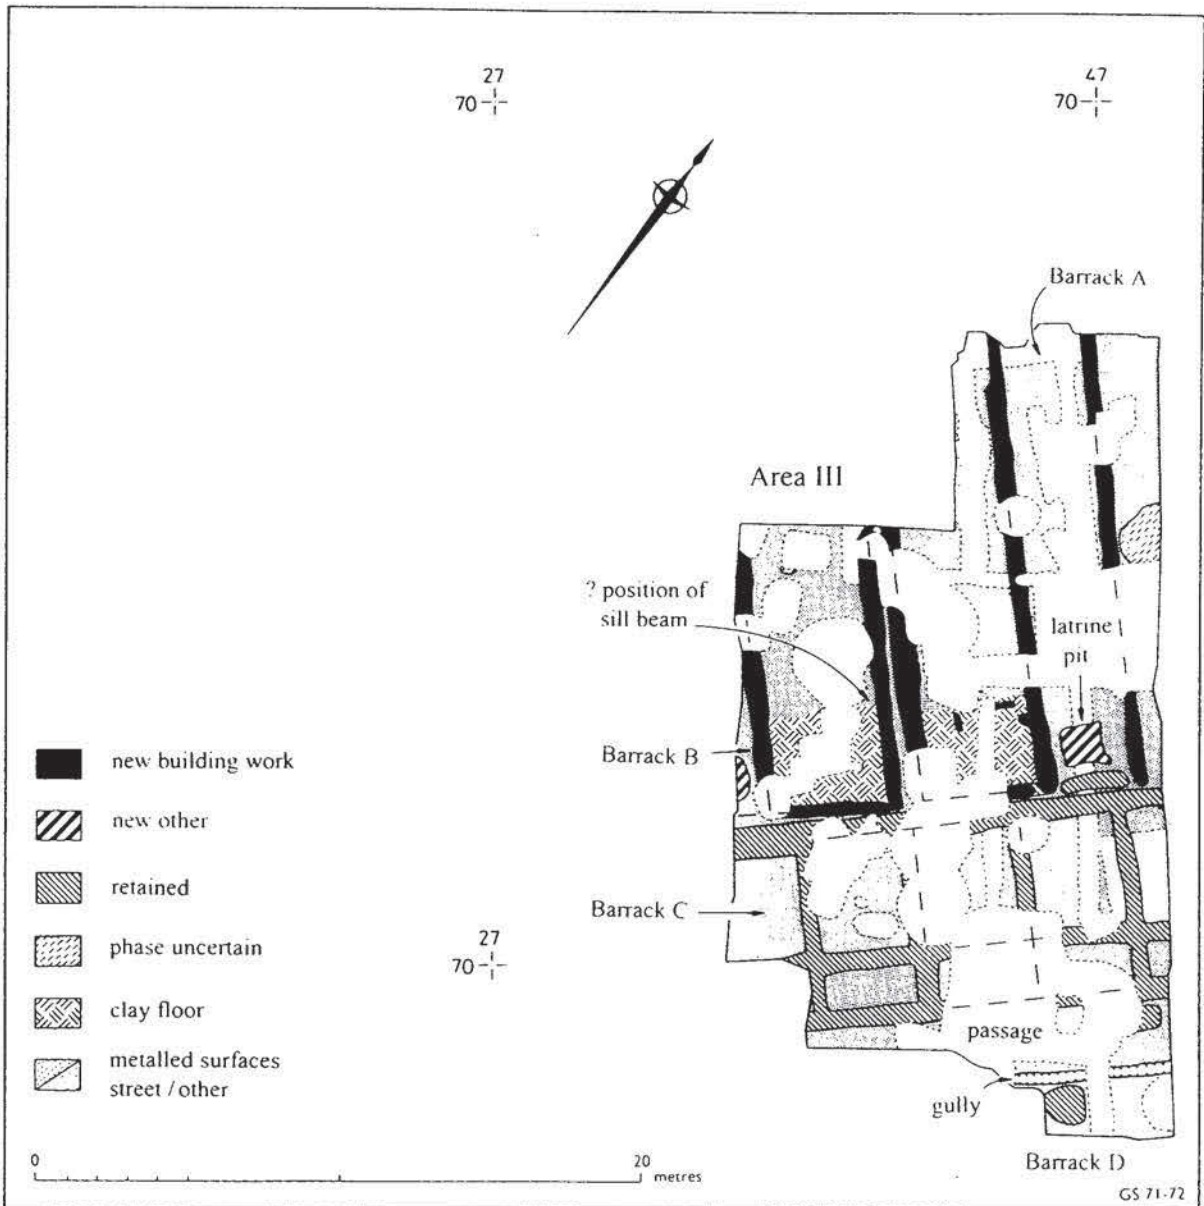 27
70
47
70
Barrack A
Area III
? position of
sill beam
latrine
pit
Barrack B
Barrack C
27
70
passage
gully
Barrack D
new building work
new other
retained
phase uncertain
clay floor
metalled surfaces
street / other
0
20
metres
GS 71-72